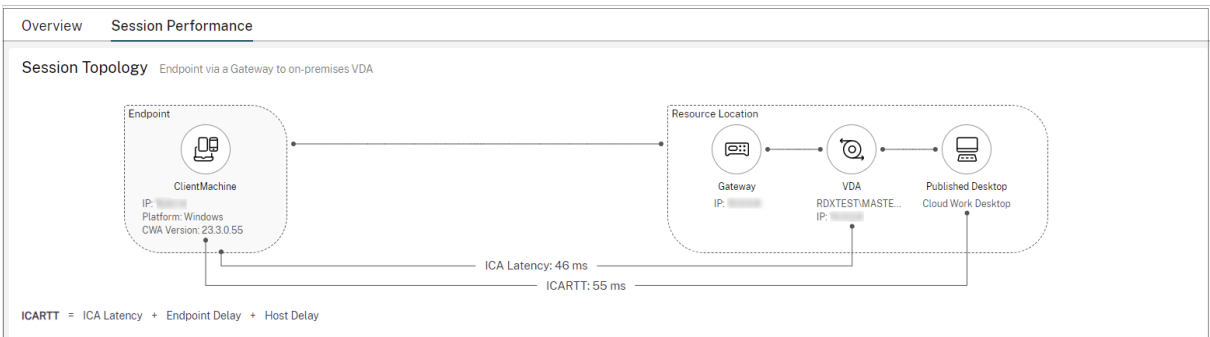 Overview Session Performance
Session Topology Endpoint via a Gateway to on-premises VDA
Endpoint
ClientMachine
IP:
Platform: Windows
CWA Version: 23.3.0.55
Resource Location
Gateway
IP:
VDA
RDXTEST\MASTE...
IP:
Published Desktop
Cloud Work Desktop
ICA Latency: 46 ms
ICARTT: 55 ms
ICARTT = ICA Latency + Endpoint Delay + Host Delay